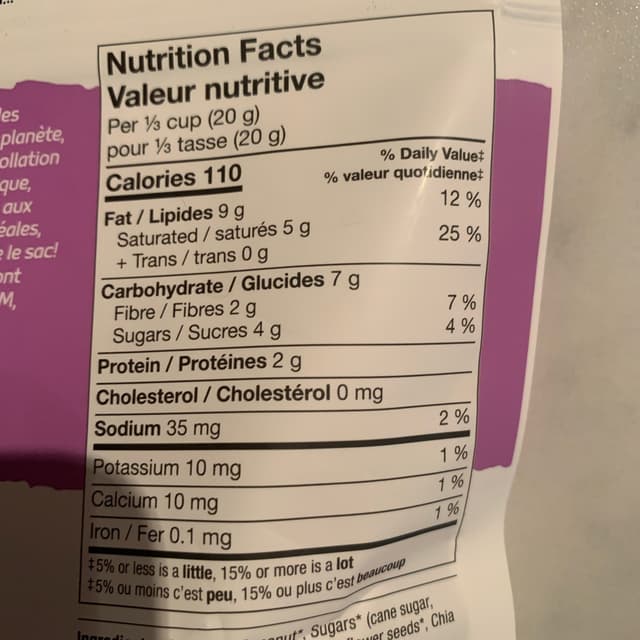 planète,
ollation
que,
aux
éales,
e le sac!
ont
M,
Nutrition Facts
Valeur nutritive
Per ⅓ cup (20 g)
pour ⅓ tasse (20 g)
Calories 110
% Daily Value‡
% valeur quotidienne‡
Fat / Lipides 9 g 12 %
Saturated / saturés 5 g 25 %
+ Trans / trans 0 g
Carbohydrate / Glucides 7 g
Fibre / Fibres 2 g 7 %
Sugars / Sucres 4 g 4 %
Protein / Protéines 2 g
Cholesterol / Cholestérol 0 mg
Sodium 35 mg 2 %
Potassium 10 mg 1 %
Calcium 10 mg 1 %
Iron / Fer 0.1 mg 1 %
‡5% or less is a little, 15% or more is a lot
‡5% ou moins c'est peu, 15% ou plus c'est beaucoup
Sugars* (cane sugar,
seeds*, Chia